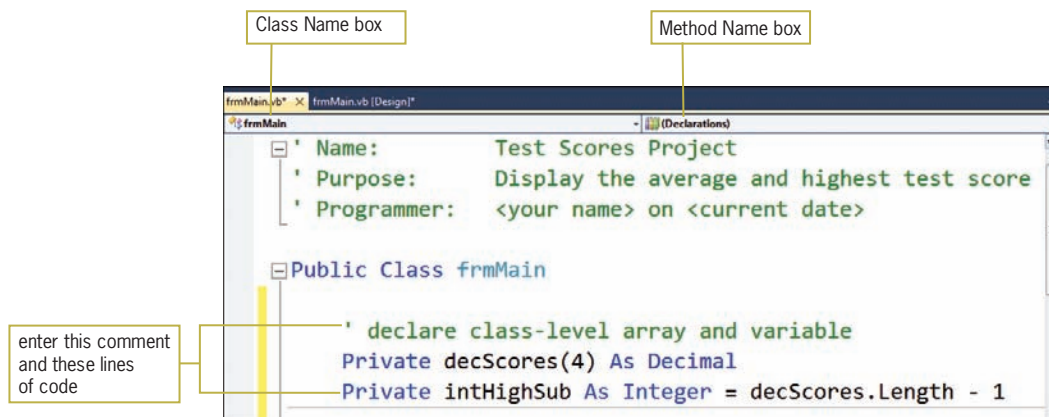 Class Name box
Method Name box
frmMain.vb* X frmMain.vb [Design]*
frmMain (Declarations)
' Name: Test Scores Project
' Purpose: Display the average and highest test score
' Programmer: <your name> on <current date>
Public Class frmMain
enter this comment
and these lines
of code
' declare class-level array and variable
Private decScores(4) As Decimal
Private intHighSub As Integer = decScores.Length - 1